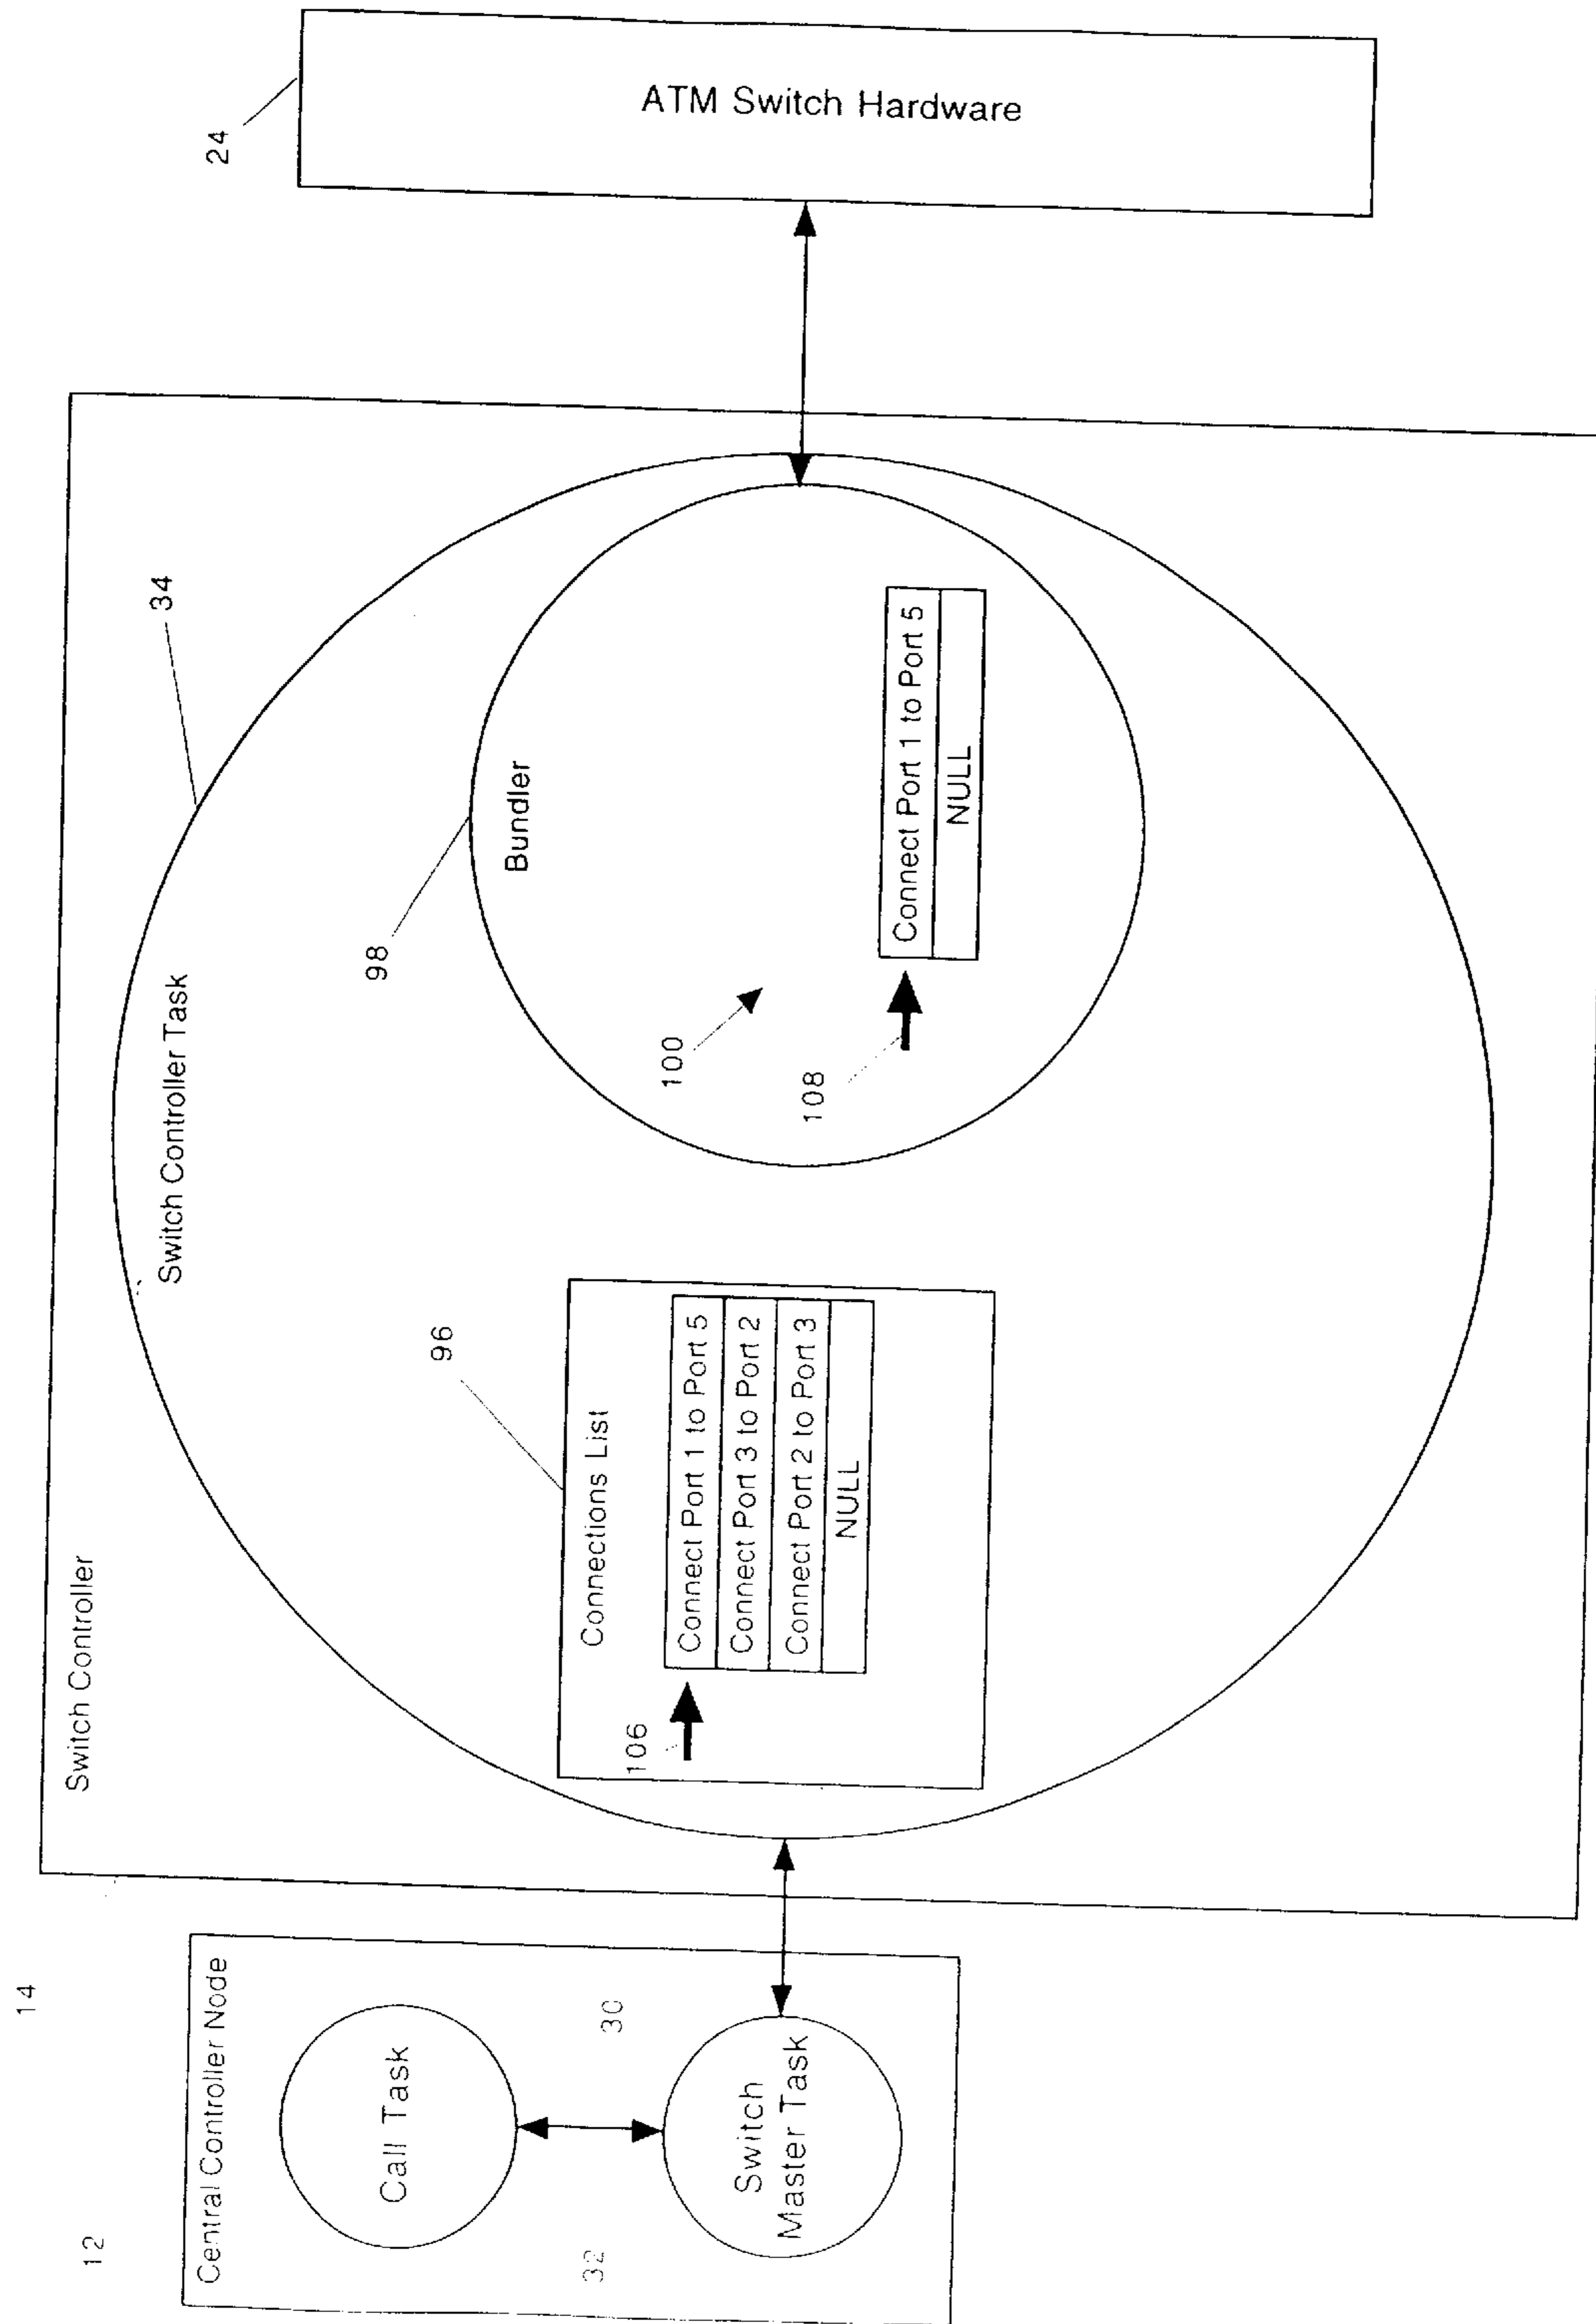 14
12
Central Controller Node
Call Task
30
32
Switch
Master Task
Switch Controller
Switch Controller Task
34
96
Connections List
106
Connect Port 1 to Port 5
Connect Port 3 to Port 2
Connect Port 2 to Port 3
NULL
98
Bundler
100
108
Connect Port 1 to Port 5
NULL
24
ATM Switch Hardware